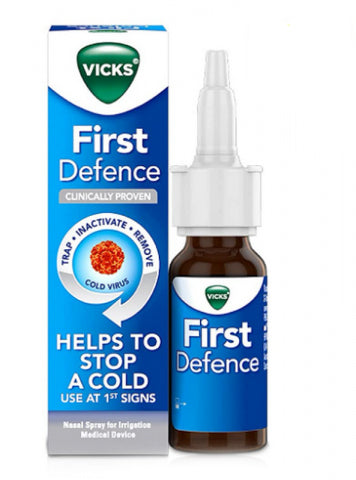 VICKS
First
Defence
CLINICALLY PROVEN
TRAP • INACTIVATE • REMOVE
COLD VIRUS
HELPS TO
STOP
A COLD
USE AT 1ST SIGNS
Nasal Spray for Irrigation
Medical Device
VICKS
First
Defence